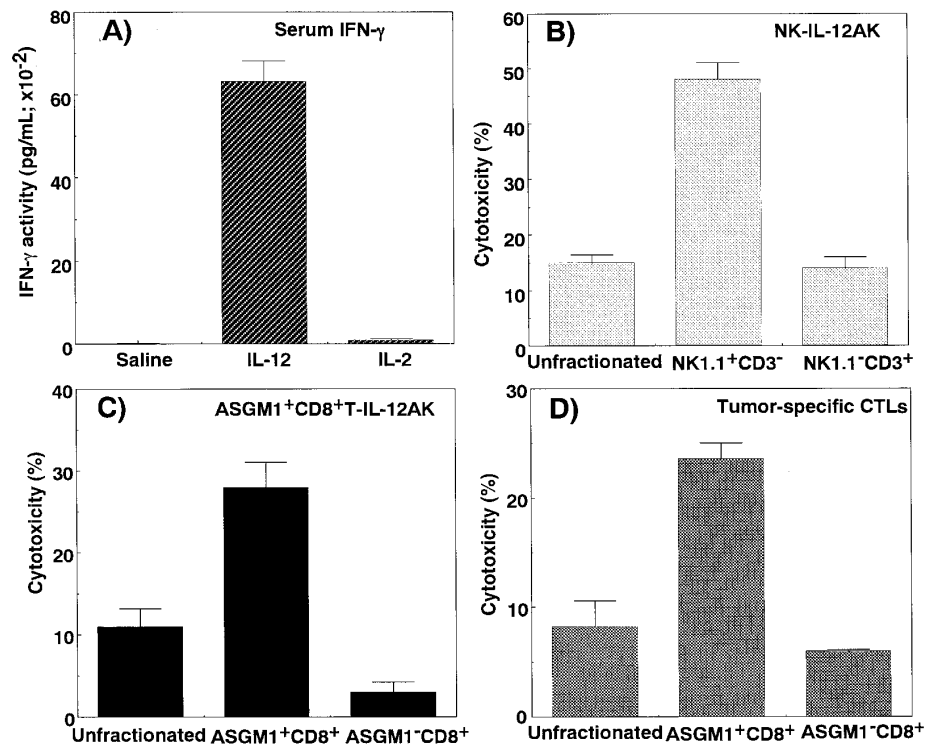 A) Serum IFN-γ
IFN-γ activity (pg/mL; x10⁻²)
80
60
40
20
0
Saline IL-12 IL-2
B) NK-IL-12AK
Cytotoxicity (%)
60
50
40
30
20
10
0
Unfractionated NK1.1⁺CD3⁻ NK1.1⁻CD3⁺
C) ASGM1⁺CD8⁺T-IL-12AK
Cytotoxicity (%)
40
30
20
10
0
Unfractionated ASGM1⁺CD8⁺ ASGM1⁻CD8⁺
D) Tumor-specific CTLs
Cytotoxicity (%)
30
20
10
0
Unfractionated ASGM1⁺CD8⁺ ASGM1⁻CD8⁺